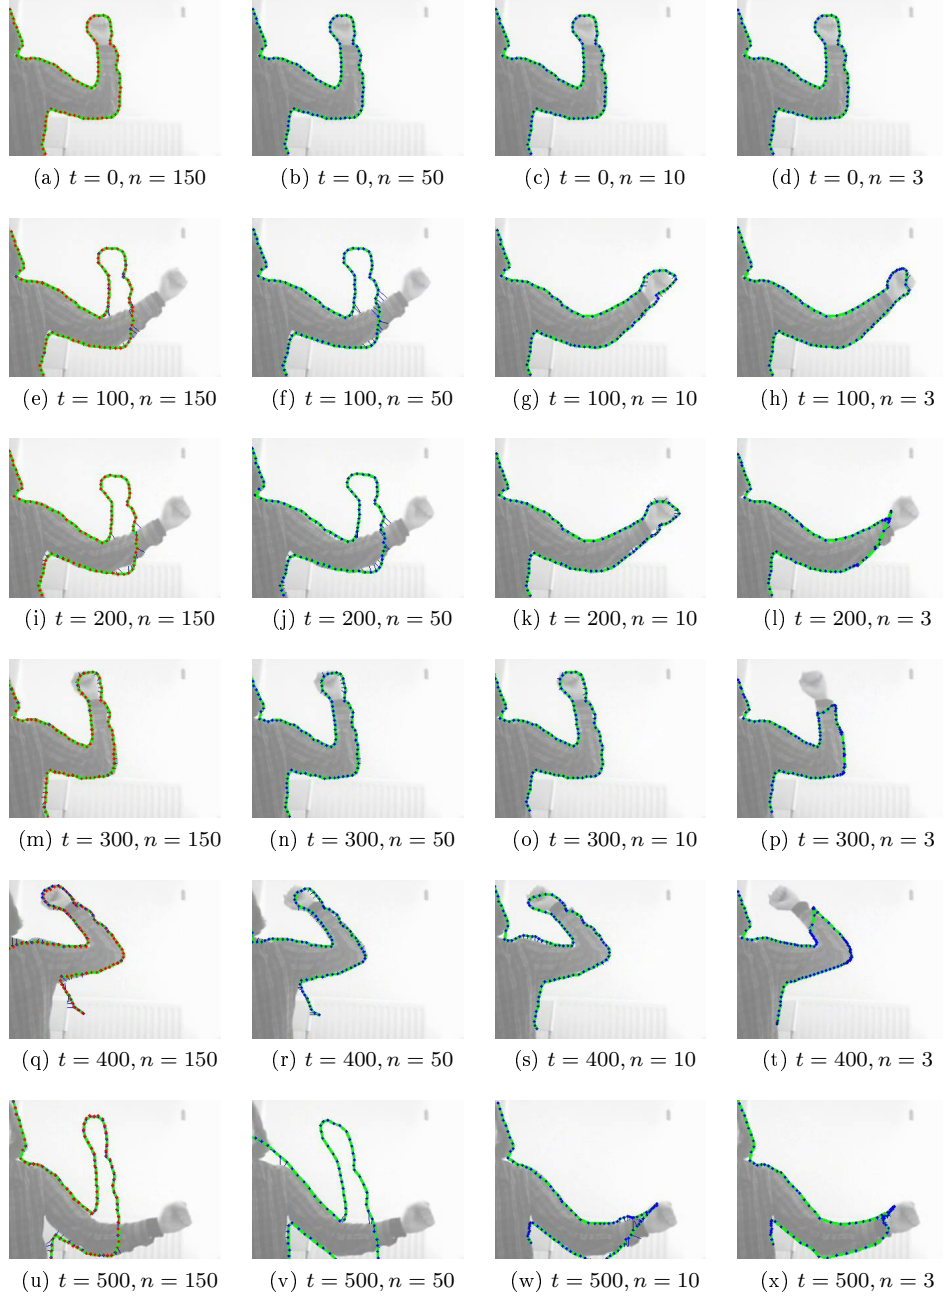 (a) t = 0, n = 150 (b) t = 0, n = 50 (c) t = 0, n = 10 (d) t = 0, n = 3
(e) t = 100, n = 150 (f) t = 100, n = 50 (g) t = 100, n = 10 (h) t = 100, n = 3
(i) t = 200, n = 150 (j) t = 200, n = 50 (k) t = 200, n = 10 (l) t = 200, n = 3
(m) t = 300, n = 150 (n) t = 300, n = 50 (o) t = 300, n = 10 (p) t = 300, n = 3
(q) t = 400, n = 150 (r) t = 400, n = 50 (s) t = 400, n = 10 (t) t = 400, n = 3
(u) t = 500, n = 150 (v) t = 500, n = 50 (w) t = 500, n = 10 (x) t = 500, n = 3